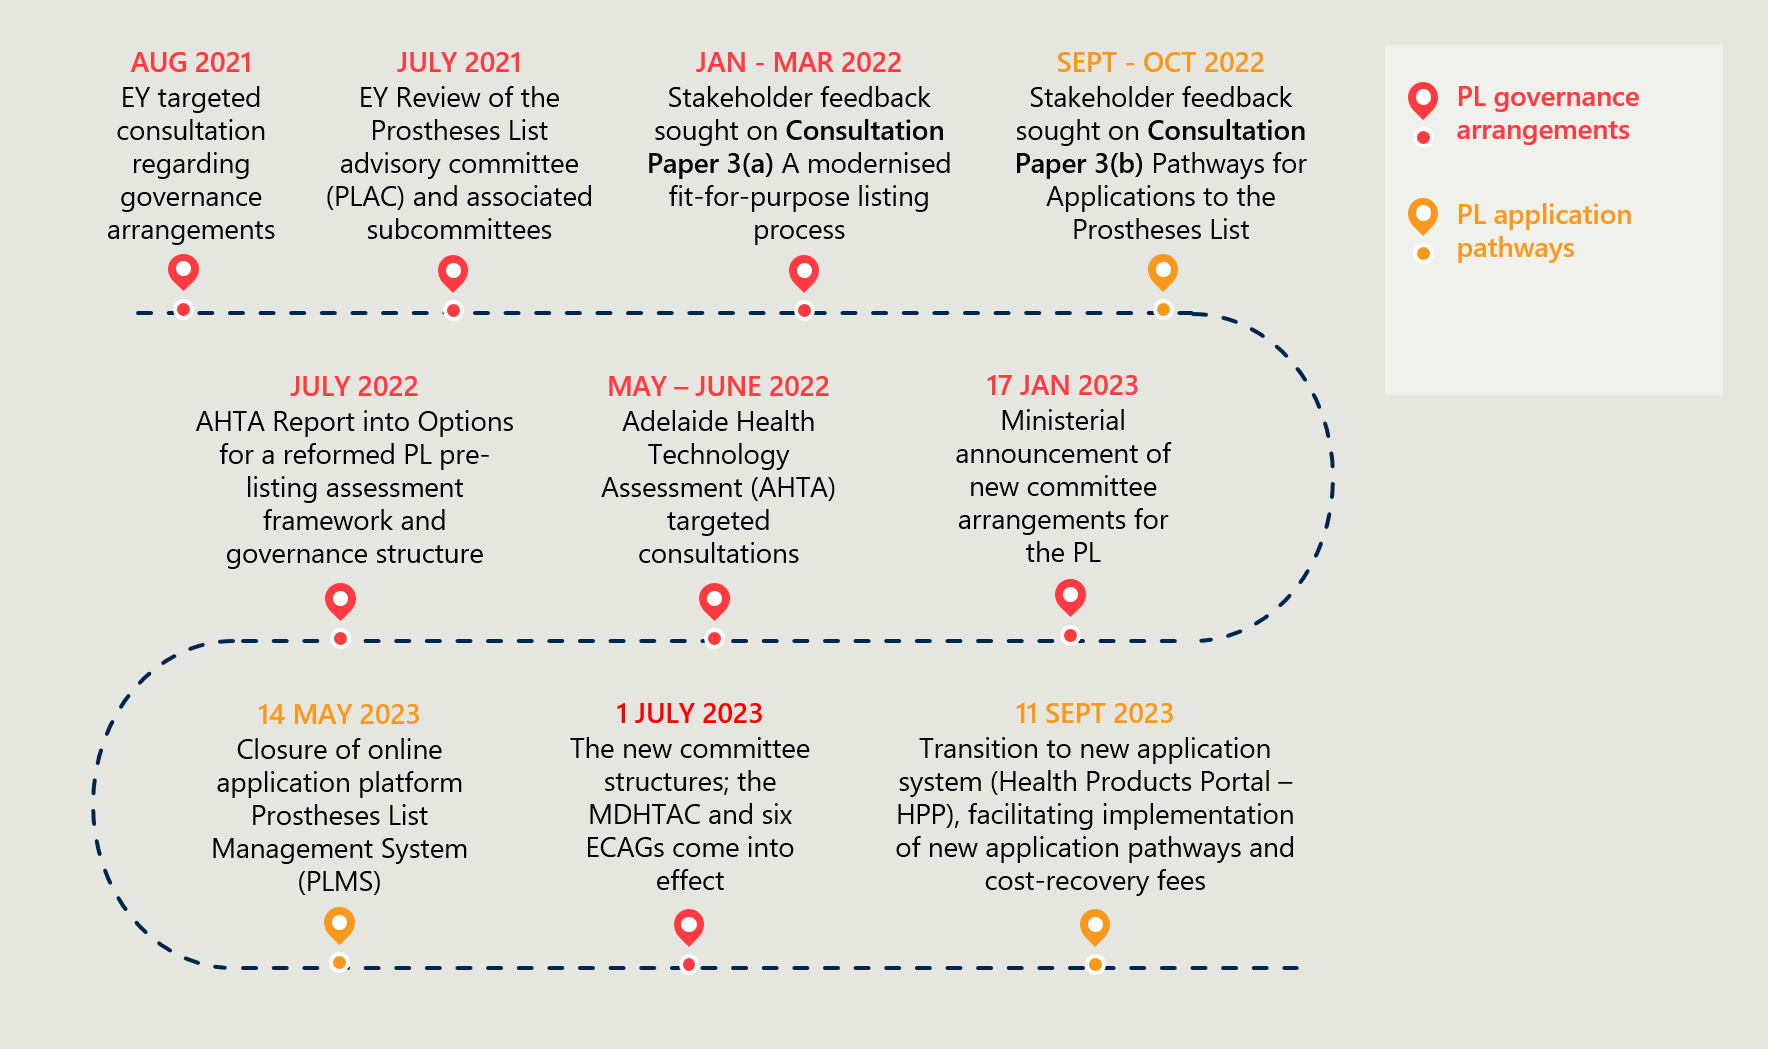 AUG 2021
EY targeted
consultation
regarding
governance
arrangements
JULY 2021
EY Review of the
Prostheses List
advisory committee
(PLAC) and associated
subcommittees
JAN - MAR 2022
Stakeholder feedback
sought on Consultation
Paper 3(a) A modernised
fit-for-purpose listing
process
SEPT - OCT 2022
Stakeholder feedback
sought on Consultation
Paper 3(b) Pathways for
Applications to the
Prostheses List
PL governance
arrangements
PL application
pathways
JULY 2022
AHTA Report into Options
for a reformed PL pre-
listing assessment
framework and
governance structure
MAY – JUNE 2022
Adelaide Health
Technology
Assessment (AHTA)
targeted
consultations
17 JAN 2023
Ministerial
announcement of
new committee
arrangements for
the PL
14 MAY 2023
Closure of online
application platform
Prostheses List
Management System
(PLMS)
1 JULY 2023
The new committee
structures; the
MDHTAC and six
ECAGs come into
effect
11 SEPT 2023
Transition to new application
system (Health Products Portal –
HPP), facilitating implementation
of new application pathways and
cost-recovery fees